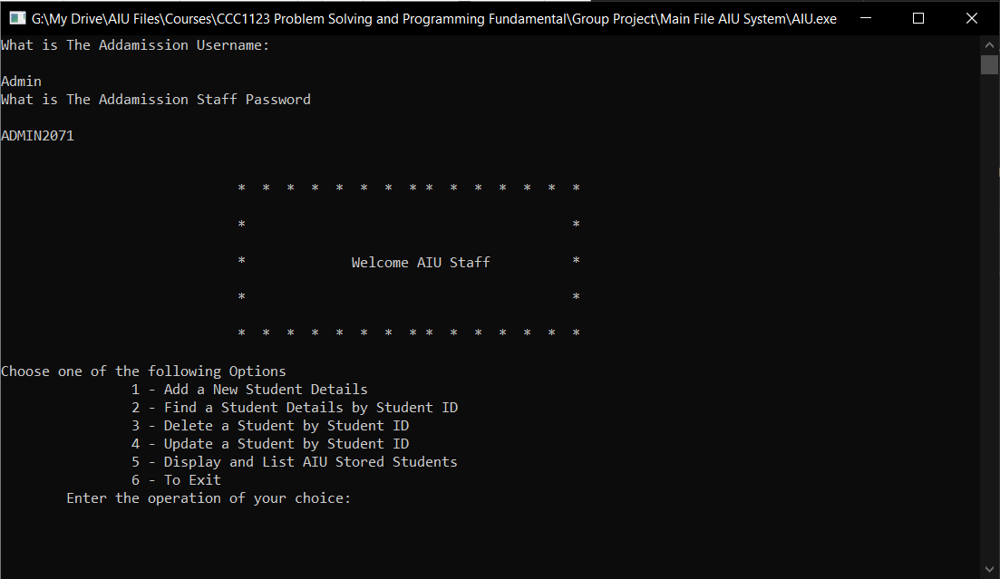 G:\My Drive\AIU Files\Courses\CCC1123 Problem Solving and Programming Fundamental\Group Project\Main File AIU System\AIU.exe
What is The Addamission Username:
Admin
What is The Addamission Staff Password
ADMIN2071
* * * * * * * * * * * * * * *
* *
* Welcome AIU Staff *
* *
* * * * * * * * * * * * * * *
Choose one of the following Options
1 - Add a New Student Details
2 - Find a Student Details by Student ID
3 - Delete a Student by Student ID
4 - Update a Student by Student ID
5 - Display and List AIU Stored Students
6 - To Exit
Enter the operation of your choice: